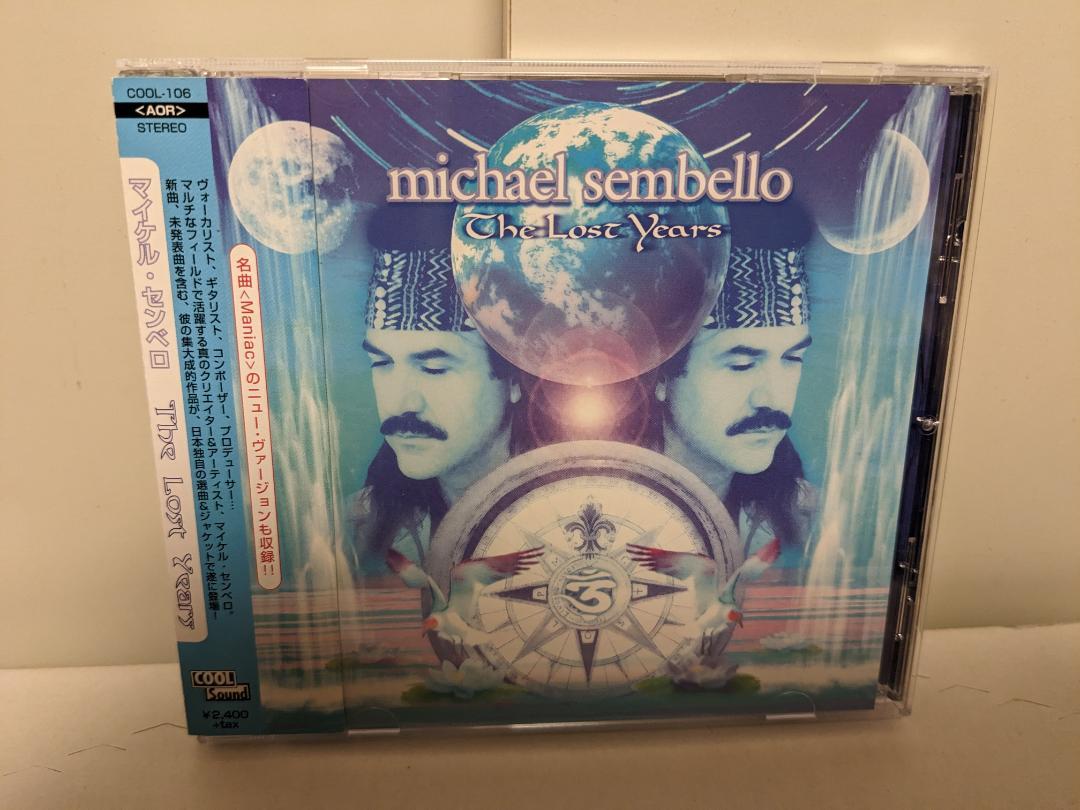 COOL-106
<AOR>
STEREO
マイケル・センベロ The Lost Years
ヴォーカリスト、ギタリスト、コンポーザー、プロデューサー…
マルチなフィールドで活躍する真のクリエイター&アーティスト、マイケル・センベロ。
新曲、未発表曲を含む、彼の集大成的作品が、日本独自の選曲&ジャケットで遂に登場!
名曲<Maniac>のニュー・ヴァージョンも収録!!
COOL
Sound
¥2,400
+tax
michael sembello
The Lost Years